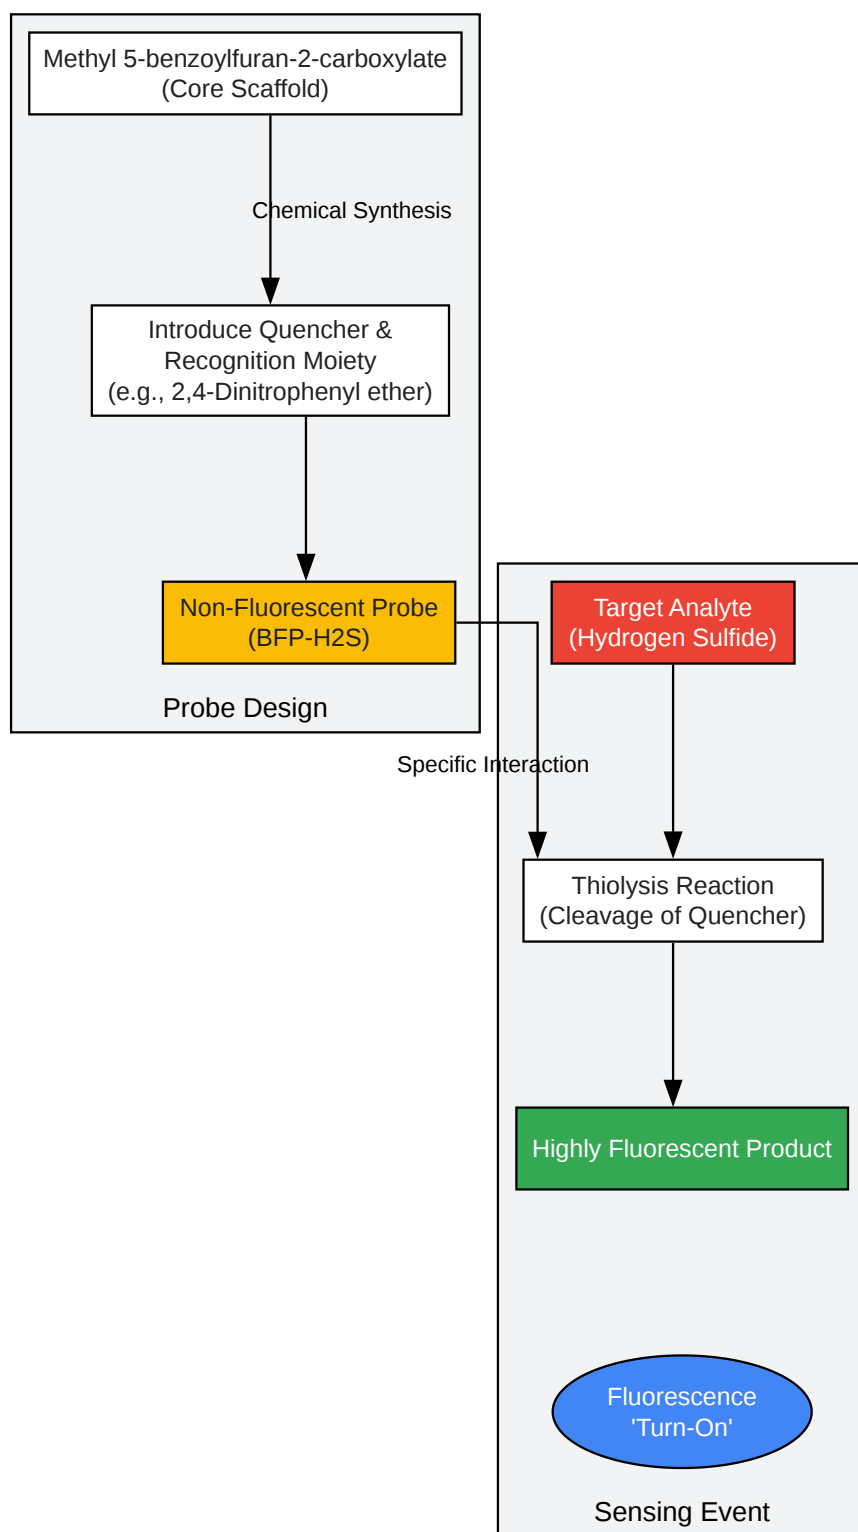 Methyl 5-benzoylfuran-2-carboxylate
(Core Scaffold)
Chemical Synthesis
Introduce Quencher &
Recognition Moiety
(e.g., 2,4-Dinitrophenyl ether)
Non-Fluorescent Probe
(BFP-H2S)
Probe Design
Target Analyte
(Hydrogen Sulfide)
Specific Interaction
Thiolysis Reaction
(Cleavage of Quencher)
Highly Fluorescent Product
Fluorescence
'Turn-On'
Sensing Event